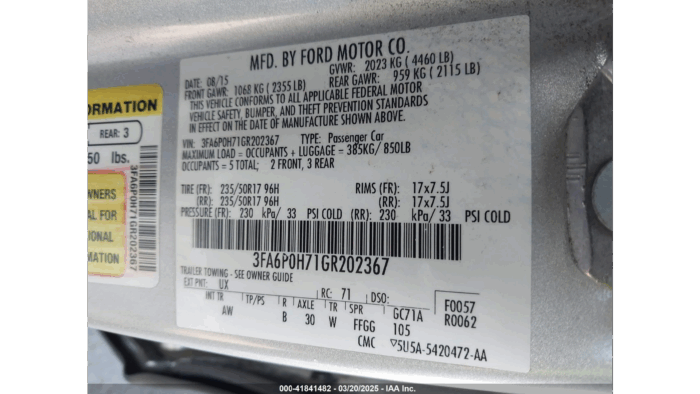 MFD. BY FORD MOTOR CO.
DATE: 08/15 GVWR: 2023 KG ( 4460 LB)
FRONT GAWR: 1068 KG ( 2355 LB) REAR GAWR: 959 KG ( 2115 LB)
THIS VEHICLE CONFORMS TO ALL APPLICABLE FEDERAL MOTOR
VEHICLE SAFETY, BUMPER, AND THEFT PREVENTION STANDARDS
IN EFFECT ON THE DATE OF MANUFACTURE SHOWN ABOVE.
VIN: 3FA6P0H71GR202367 TYPE: Passenger Car
MAXIMUM LOAD = OCCUPANTS + LUGGAGE = 385KG/ 850LB
OCCUPANTS = 5 TOTAL; 2 FRONT, 3 REAR
TIRE (FR): 235/50R17 96H RIMS (FR): 17x7.5J
(RR): 235/50R17 96H (RR): 17x7.5J
PRESSURE (FR): 230 kPa/ 33 PSI COLD (RR): 230 kPa/ 33 PSI COLD
3FA6P0H71GR202367
TRAILER TOWING - SEE OWNER GUIDE
EXT PNT: UX RC: 71 DSO:
INT TR TP/PS R AXLE TR SPR GC71A F0057
AW B 30 W FFGG 105 R0062
CMC 5U5A-5420472-AA
ORMATION
REAR: 3
50 lbs.
WNERS
AL FOR
IONAL
MATION
3FA6P0H71GR202367
000-41841482 - 03/20/2025 - IAA Inc.